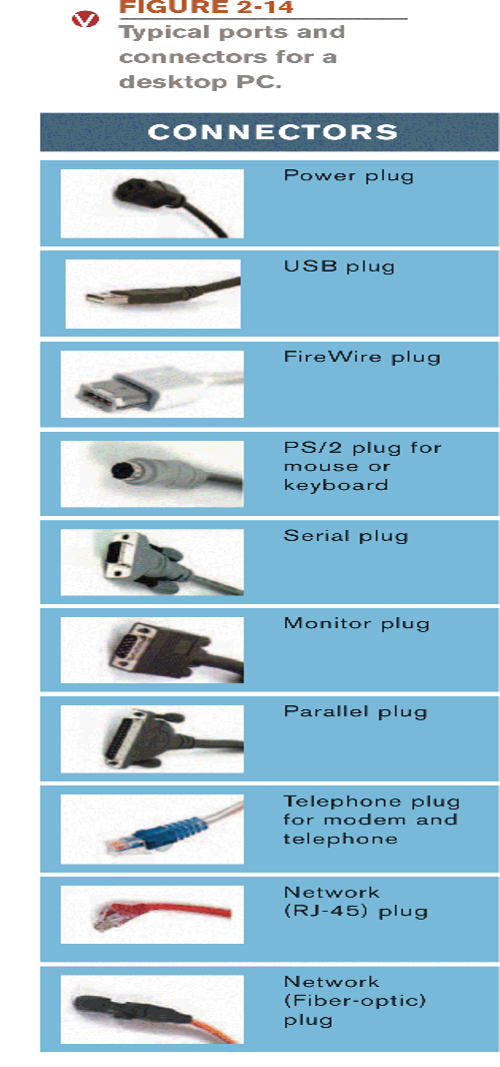 FIGURE 2-14
Typical ports and
connectors for a
desktop PC.
CONNECTORS
Power plug
USB plug
FireWire plug
PS/2 plug for
mouse or
keyboard
Serial plug
Monitor plug
Parallel plug
Telephone plug
for modem and
telephone
Network
(RJ-45) plug
Network
(Fiber-optic)
plug